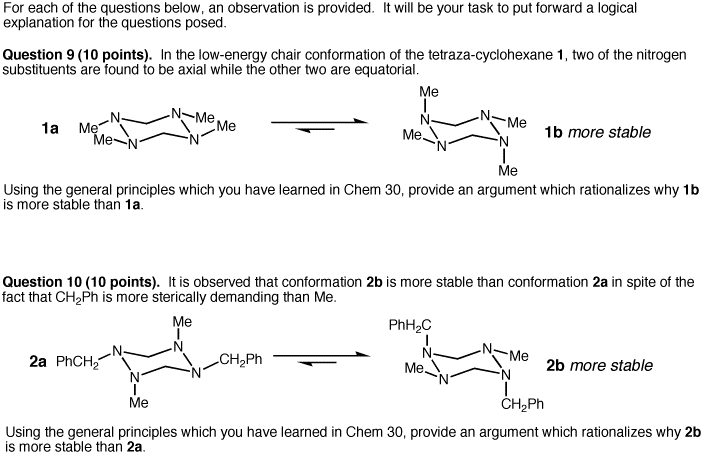 For each of the questions below, an observation is provided. It will be your task to put forward a logical
explanation for the questions posed.
Question 9 (10 points). In the low-energy chair conformation of the tetraza-cyclohexane 1, two of the nitrogen
substituents are found to be axial while the other two are equatorial.
Me
1a Me N N Me Me
Me N N
N N Me
Me N N
Me
1b more stable
Using the general principles which you have learned in Chem 30, provide an argument which rationalizes why 1b
is more stable than 1a.
Question 10 (10 points). It is observed that conformation 2b is more stable than conformation 2a in spite of the
fact that CH2Ph is more sterically demanding than Me.
Me
2a PhCH2 N N CH2Ph
N N
Me
PhH2C
N N Me
Me N N
CH2Ph
2b more stable
Using the general principles which you have learned in Chem 30, provide an argument which rationalizes why 2b
is more stable than 2a.